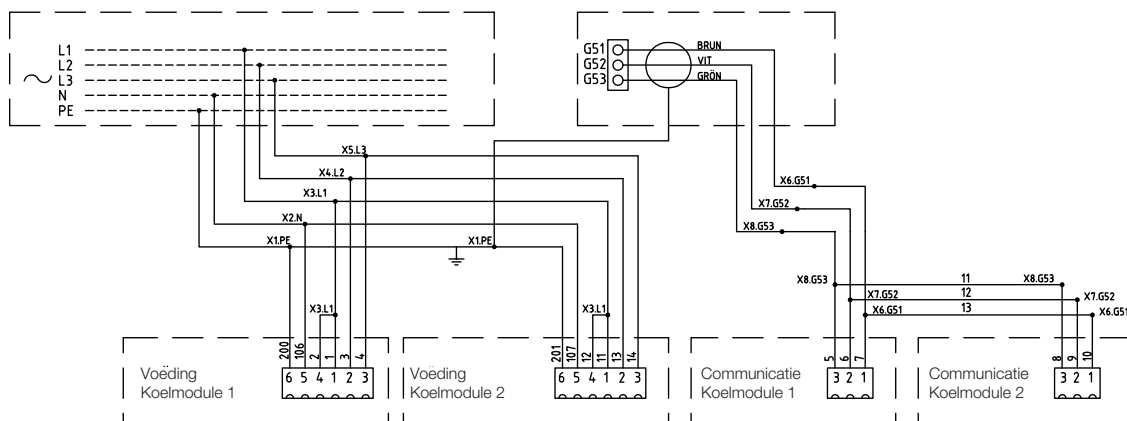 L1
L2
L3
N
PE
G51
G52
G53
BRUN
VIT
GRÖN
X5.L3
X4.L2
X3.L1
X2.N
X1.PE
X1.PE
X6.G51
X7.G52
X8.G53
X8.G53
11
X8.G53
X7.G52
12
X7.G52
X6.G51
13
X6.G51
X3.L1
X3.L1
200 106 2 1 3 4
201 107 12 11 13 14
5 6 7
8 9 10
Voëding
Koelmodule 1
6 5 4 1 2 3
Voëding
Koelmodule 2
6 5 4 1 2 3
Communicatie
Koelmodule 1
3 2 1
Communicatie
Koelmodule 2
3 2 1